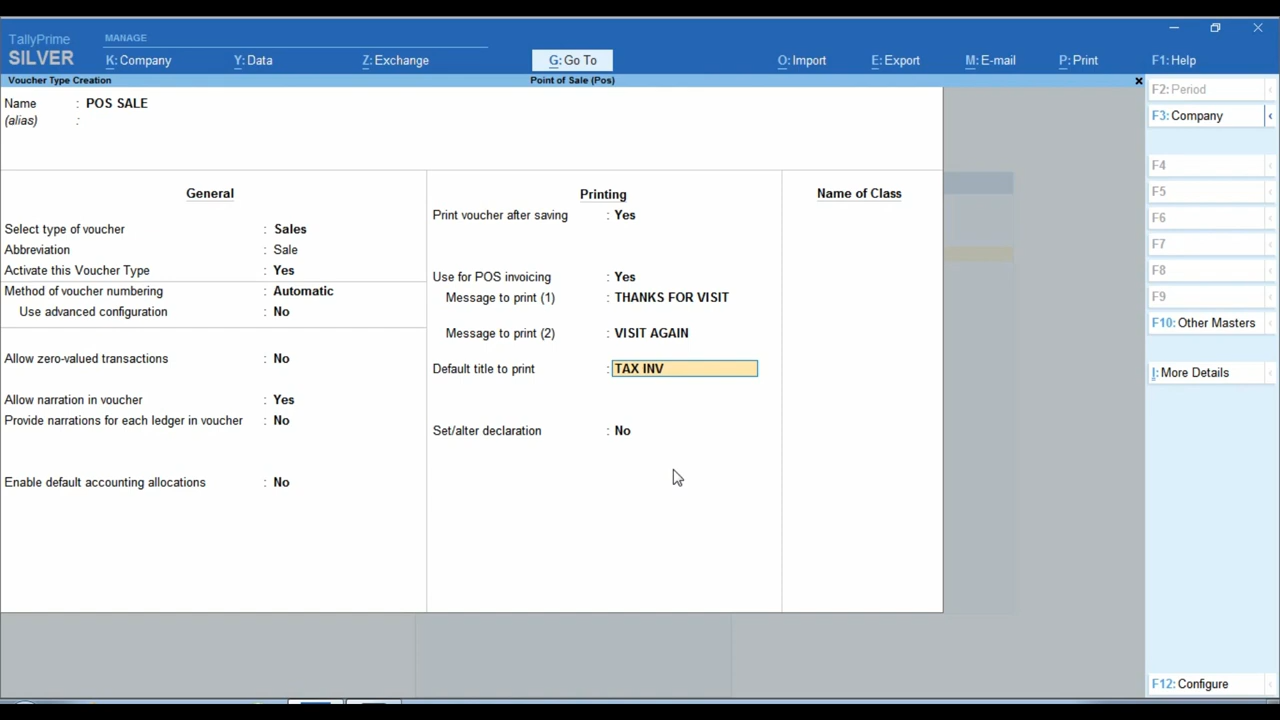 TallyPrime
SILVER
MANAGE
K: Company
Y: Data
Z: Exchange
G: Go To
O: Import
E: Export
M: E-mail
P: Print
F1: Help
Voucher Type Creation
Point of Sale (Pos)
Name : POS SALE
(alias) :
General
Select type of voucher : Sales
Abbreviation : Sale
Activate this Voucher Type : Yes
Method of voucher numbering : Automatic
Use advanced configuration : No
Allow zero-valued transactions : No
Allow narration in voucher : Yes
Provide narrations for each ledger in voucher : No
Enable default accounting allocations : No
Printing
Print voucher after saving : Yes
Use for POS invoicing : Yes
Message to print (1) : THANKS FOR VISIT
Message to print (2) : VISIT AGAIN
Default title to print : TAX INV
Set/alter declaration : No
Name of Class
F2: Period
F3: Company
F4
F5
F6
F7
F8
F9
F10: Other Masters
I: More Details
F12: Configure